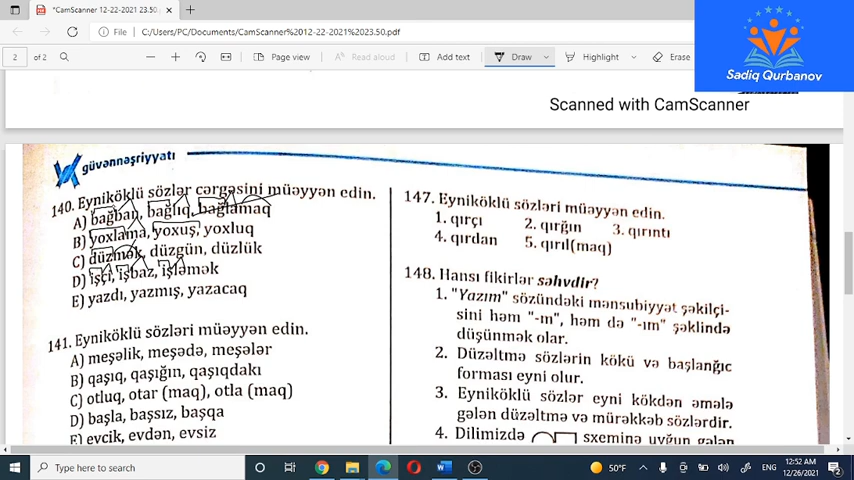 *CamScanner 12-22-2021 23.50.p
File
C:/Users/PC/Documents/CamScanner%2012-22-2021%2023.50.pdf
2 of 2
Page view
Read aloud
Add text
Draw
Highlight
Erase
Sadiq Qurbanov
Scanned with CamScanner
güvənnəşriyyatı
140. Eyniköklü sözlər cərgəsini müəyyən edin.
A) bağban, bağlıq, bağlamaq
B) yoxlama, yoxuş, yoxluq
C) düzmək, düzgün, düzlük
D) işçi, işbaz, işləmək
E) yazdı, yazmış, yazacaq
141. Eyniköklü sözləri müəyyən edin.
A) meşəlik, meşədə, meşələr
B) qaşıq, qaşığın, qaşıqdakı
C) otluq, otar (maq), otla (maq)
D) başla, başsız, başqa
E) evcik, evdən, evsiz
147. Eyniköklü sözləri müəyyən edin.
1. qırçı 2. qırğın 3. qırıntı
4. qırdan 5. qırıl(maq)
148. Hansı fikirlər səhvdir?
1. "Yazım" sözündəki mənsubiyyət şəkilçi-
sini həm "-m", həm də "-ım" şəklində
düşünmək olar.
2. Düzəltmə sözlərin kökü və başlanğıc
forması eyni olur.
3. Eyniköklü sözlər eyni kökdən əmələ
gələn düzəltmə və mürəkkəb sözlərdir.
4. Dilimizdə sxeminə uyğun gələn
Type here to search
50°F
ENG
12:52 AM
12/26/2021
2